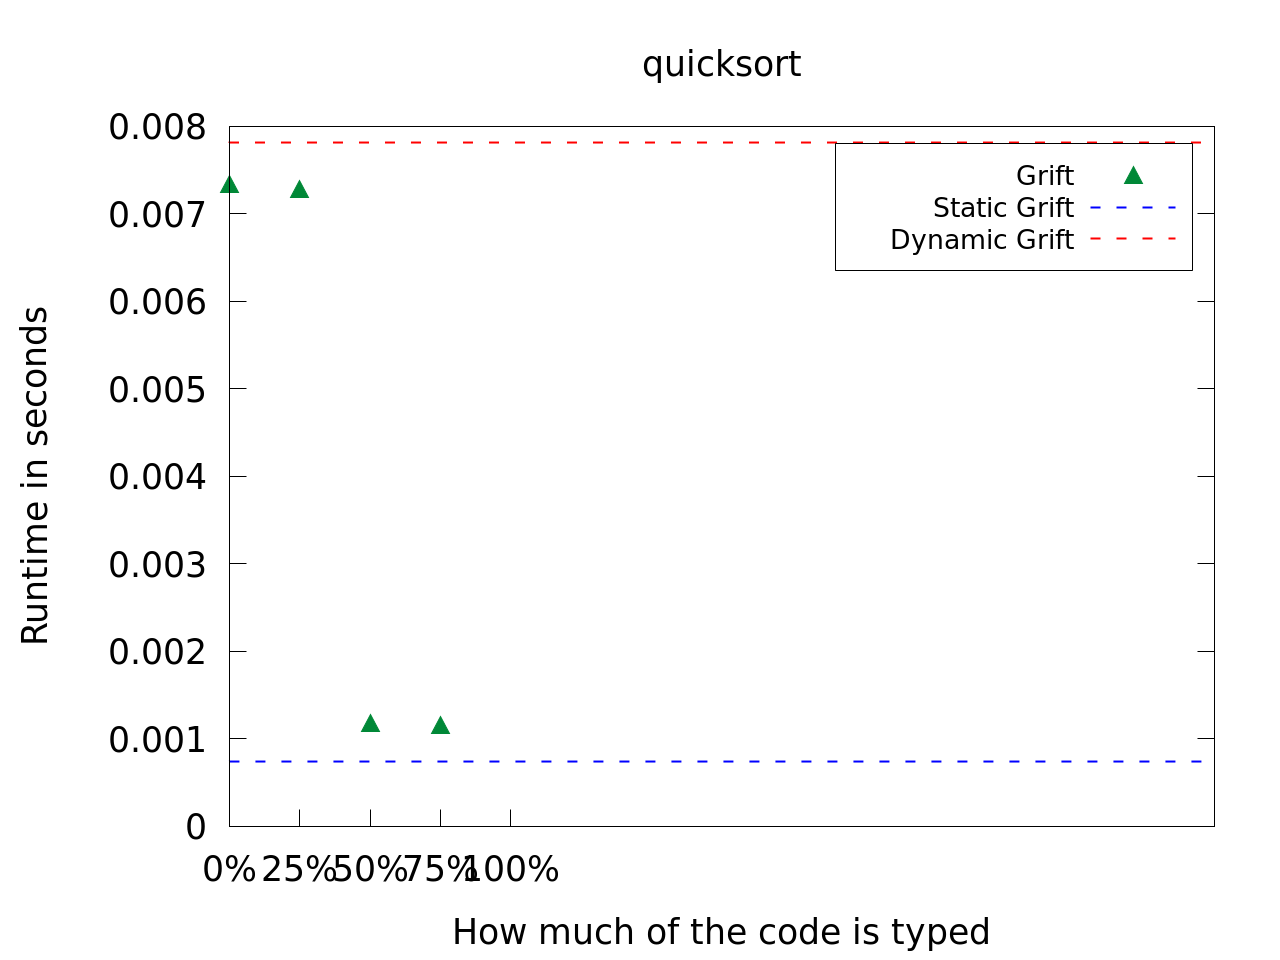 quicksort
0.008
0.007
0.006
0.005
0.004
0.003
0.002
0.001
0
Runtime in seconds
Grift
Static Grift
Dynamic Grift
0% 25% 50% 75% 100%
How much of the code is typed